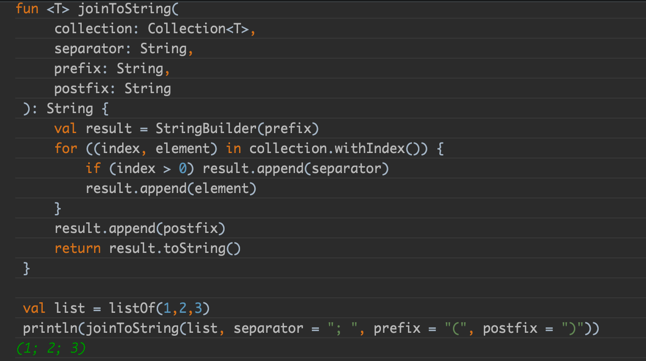 fun <T> joinToString(
collection: Collection<T>,
separator: String,
prefix: String,
postfix: String
): String {
val result = StringBuilder(prefix)
for ((index, element) in collection.withIndex()) {
if (index > 0) result.append(separator)
result.append(element)
}
result.append(postfix)
return result.toString()
}
val list = listOf(1,2,3)
println(joinToString(list, separator = "; ", prefix = "(", postfix = ")"))
(1; 2; 3)